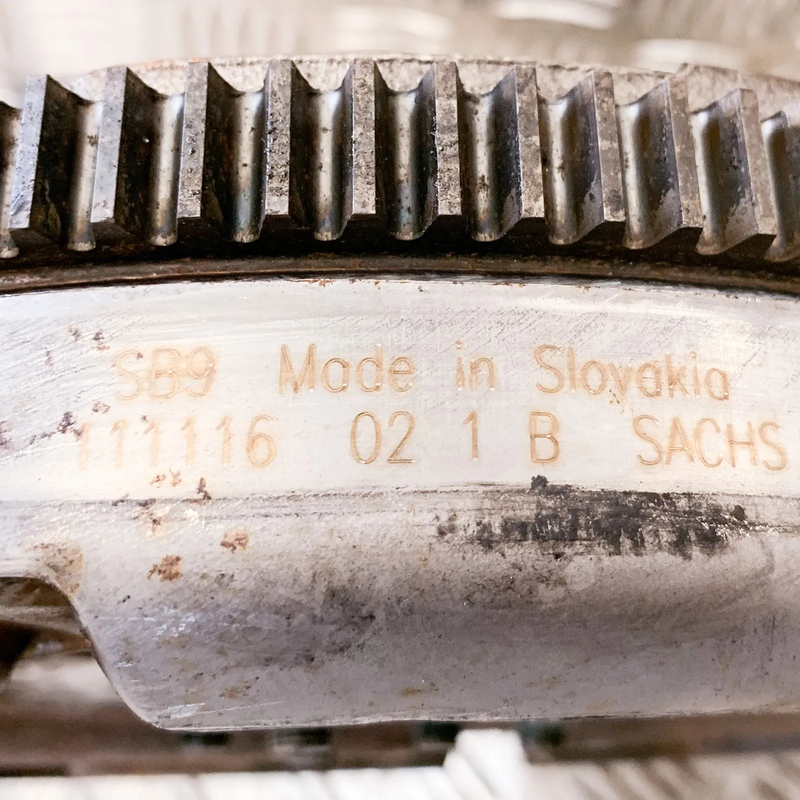 SB9 Made in Slovakia
111116 02 1 B SACHS